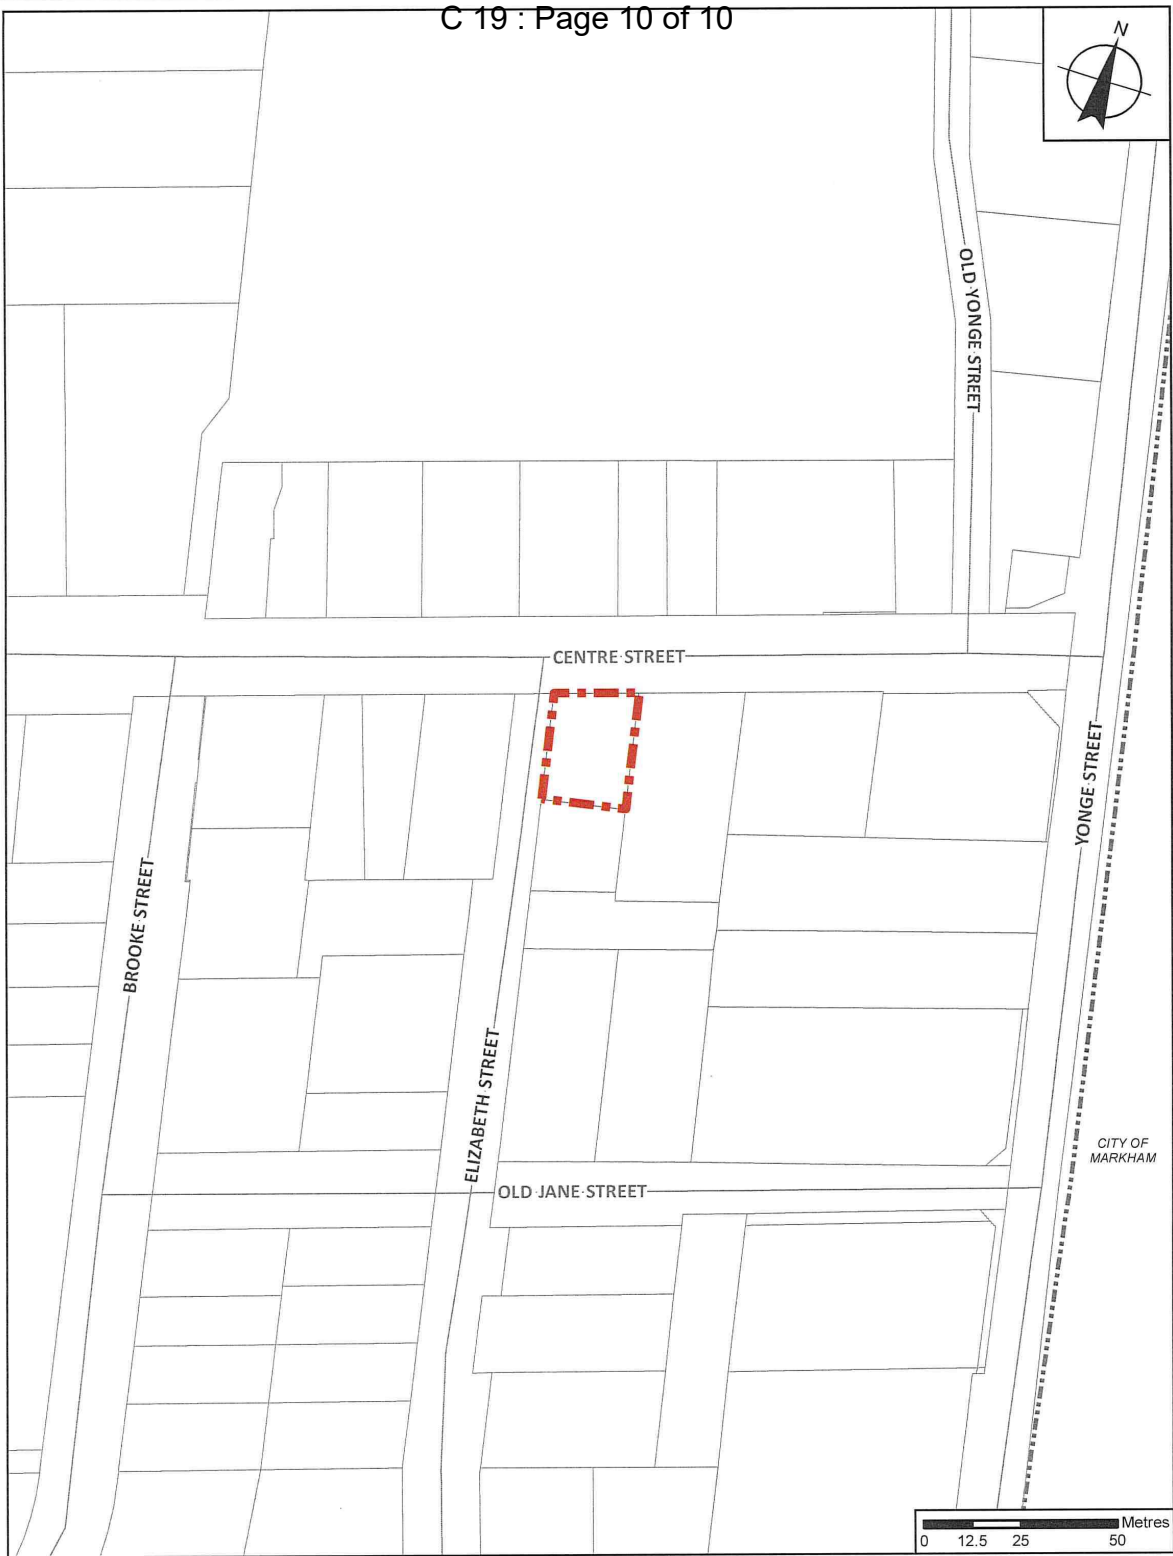 C 19 : Page 10 of 10
N
OLD YONGE STREET
CENTRE STREET
YONGE STREET
BROOKE STREET
ELIZABETH STREET
CITY OF
MARKHAM
OLD JANE STREET
Metres
0 12.5 25 50